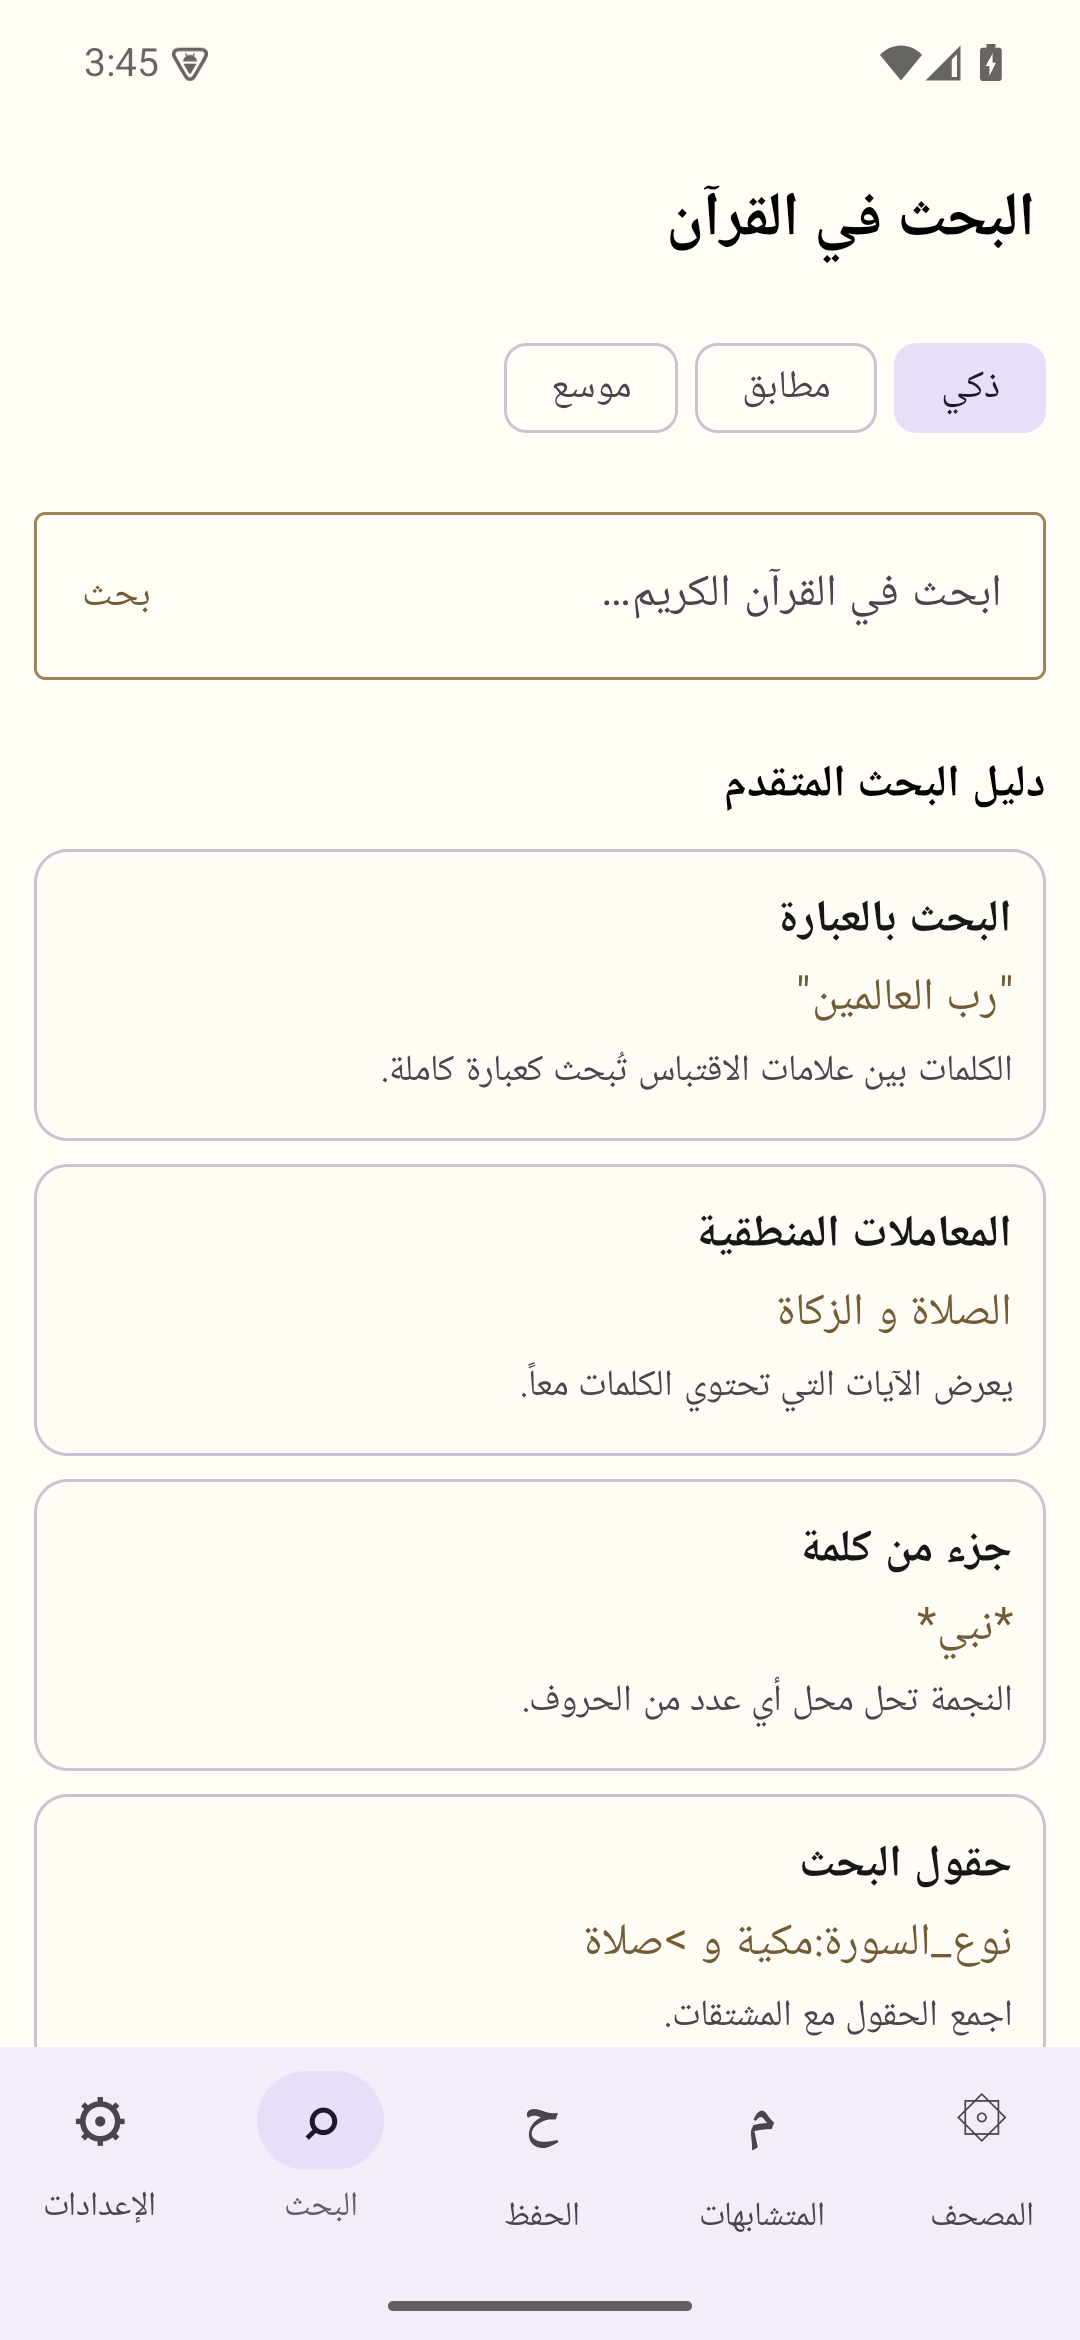 3:45
البحث في القرآن
ذكي
مطابق
موسع
ابحث في القرآن الكريم...
بحث
دليل البحث المتقدم
البحث بالعبارة
"رب العالمين"
الكلمات بين علامات الاقتباس تُبحث كعبارة كاملة.
المعاملات المنطقية
الصلاة و الزكاة
يعرض الآيات التي تحتوي الكلمات معاً.
جزء من كلمة
*نبي*
النجمة تحل محل أي عدد من الحروف.
حقول البحث
نوع_السورة:مكية و >صلاة
اجمع الحقول مع المشتقات.
المصحف
م
المتشابهات
ح
الحفظ
البحث
الإعدادات